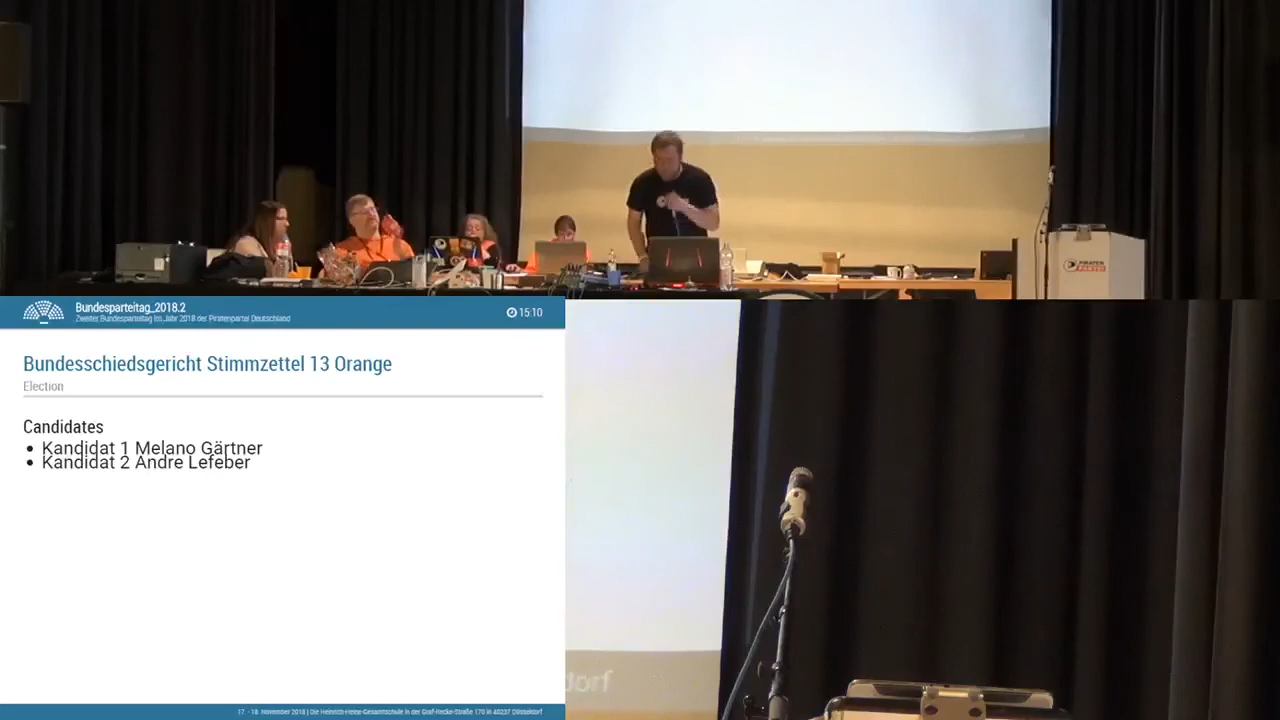 PIRATEN
PARTEI
Bundesparteitag_2018.2
Zweiter Bundesparteitag im Jahr 2018 der Piratenpartei Deutschland
15:10
Bundesschiedsgericht Stimmzettel 13 Orange
Election
Candidates
• Kandidat 1 Melano Gärtner
• Kandidat 2 Andre Lefeber
dorf
17. - 18. November 2018 | Die Heinrich-Heine-Gesamtschule in der Graf-Recke-Straße 170 in 40237 Düsseldorf